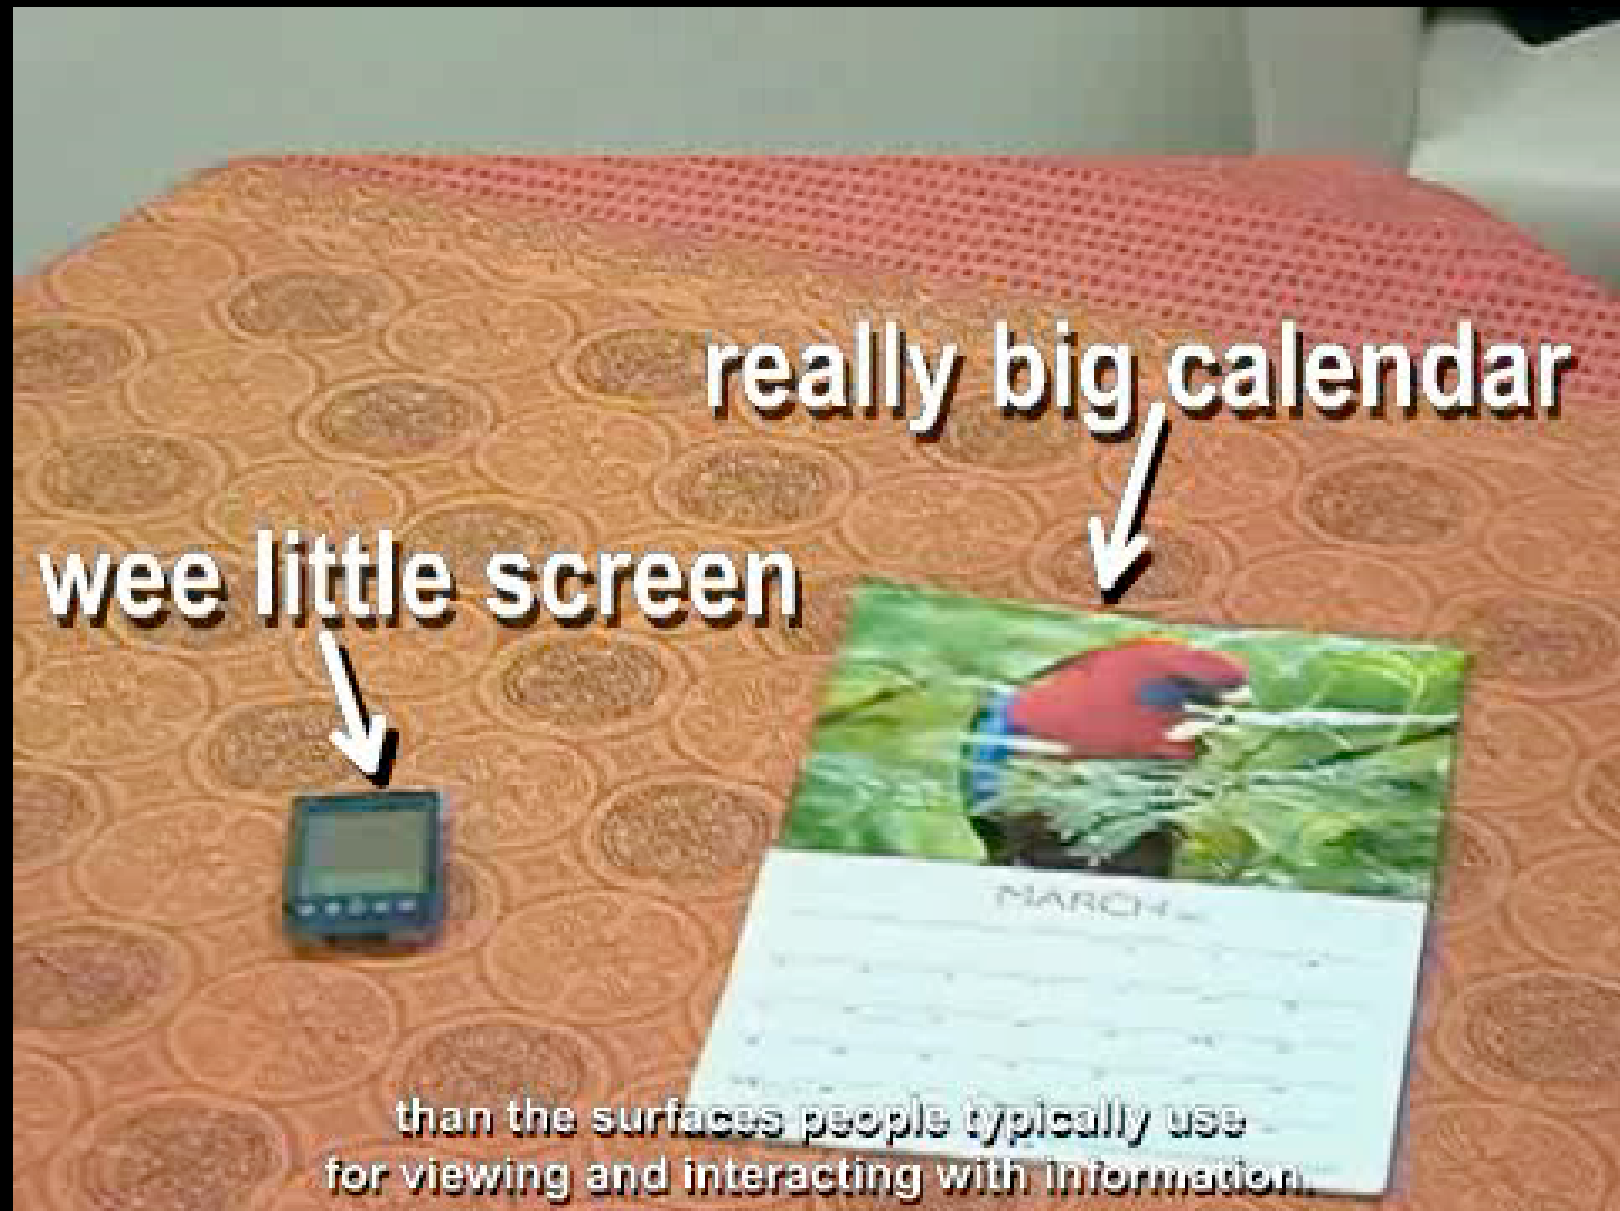 really big calendar
wee little screen
MARCH
than the surfaces people typically use
for viewing and interacting with information.